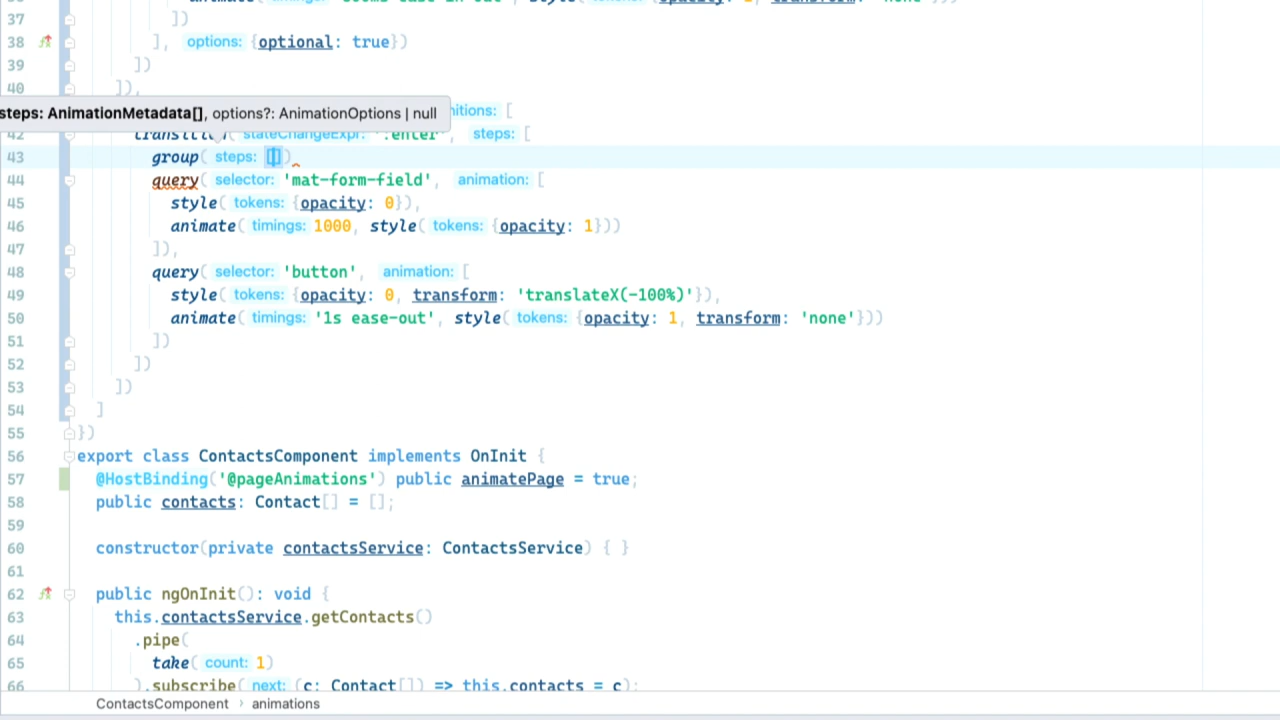 37 ])
38 ], options: {optional: true})
39 ])
40 ]),
steps: AnimationMetadata[], options?: AnimationOptions | null
nitions: [
42 transition( stateChangeExpr: ':enter', steps: [
43 group( steps: [])
44 query( selector: 'mat-form-field', animation: [
45 style( tokens: {opacity: 0}),
46 animate( timings: 1000, style( tokens: {opacity: 1}))
47 ]),
48 query( selector: 'button', animation: [
49 style( tokens: {opacity: 0, transform: 'translateX(-100%)'}),
50 animate( timings: '1s ease-out', style( tokens: {opacity: 1, transform: 'none'}))
51 ])
52 ])
53 ])
54 ]
55 })
56 export class ContactsComponent implements OnInit {
57 @HostBinding('@pageAnimations') public animatePage = true;
58 public contacts: Contact[] = [];
59
60 constructor(private contactsService: ContactsService) { }
61
62 public ngOnInit(): void {
63 this.contactsService.getContacts()
64 .pipe(
65 take( count: 1)
66 ).subscribe( next: (c: Contact[]) => this.contacts = c);
ContactsComponent › animations